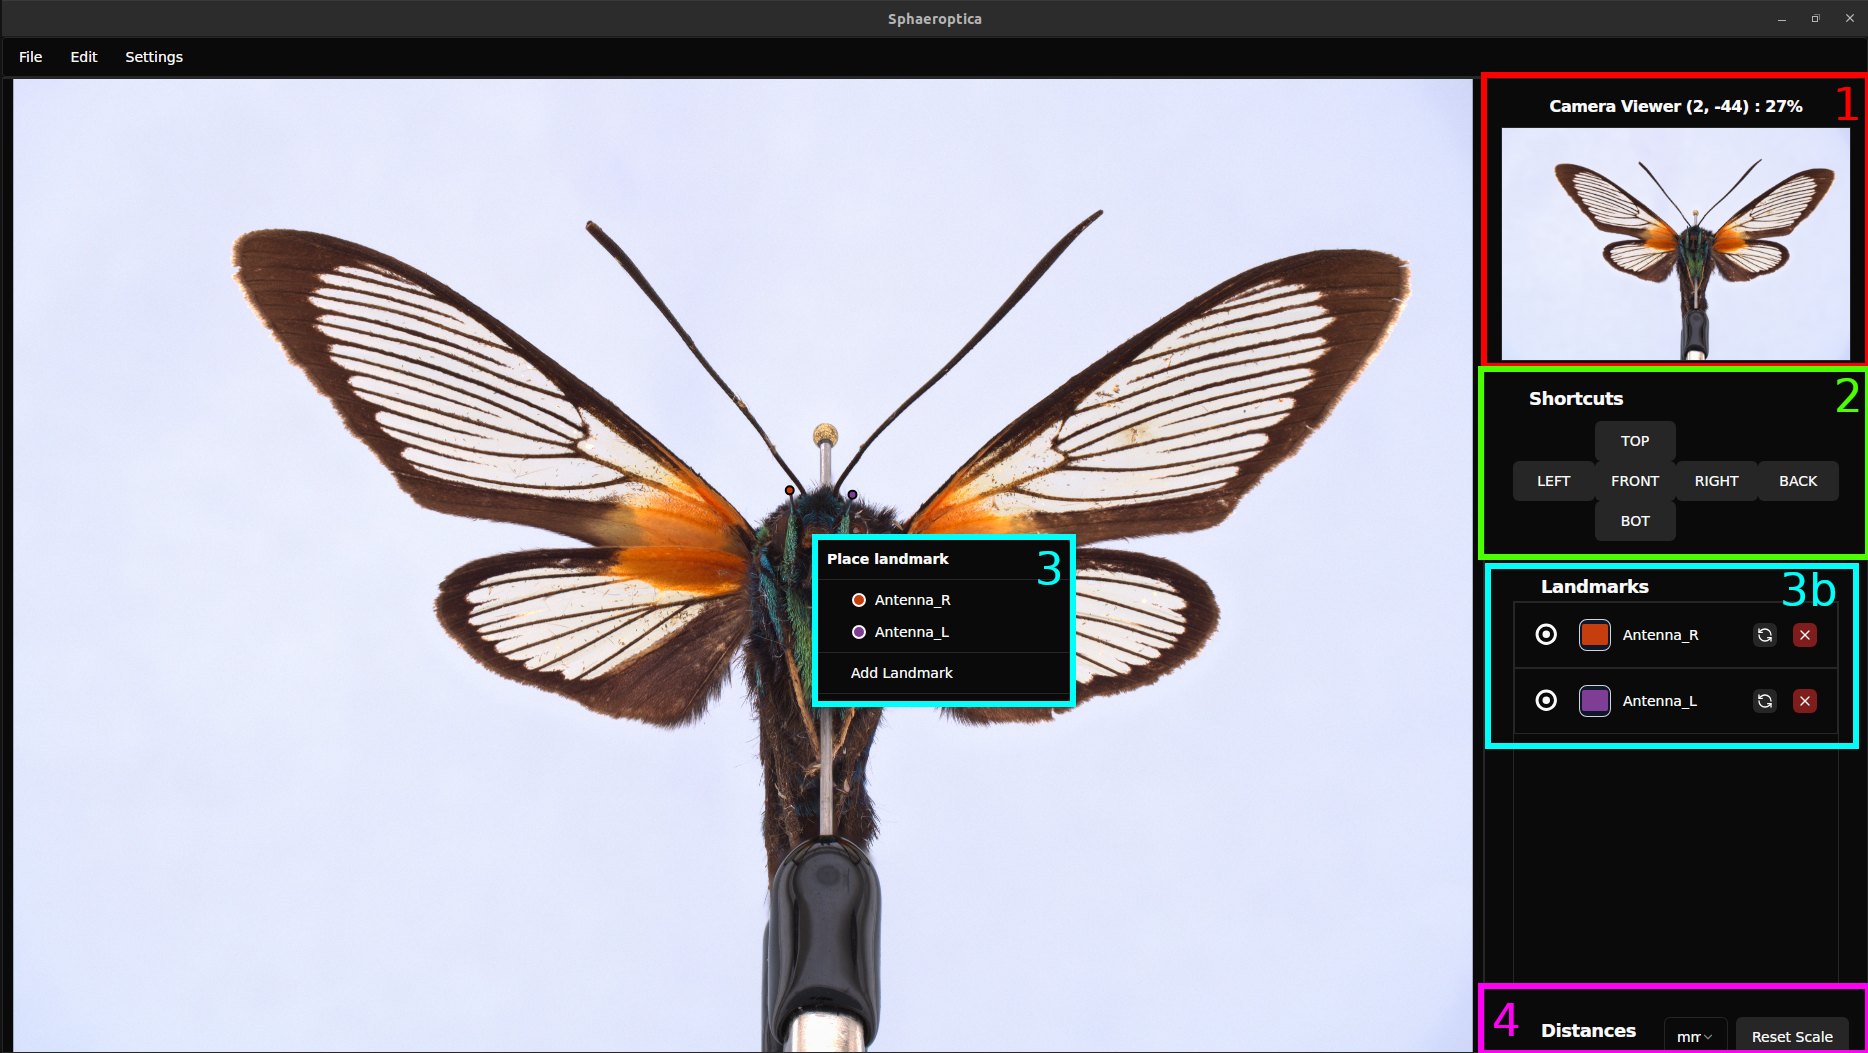 Sphaeroptica
File Edit Settings
Camera Viewer (2, -44) : 27% 1
Shortcuts 2
TOP
LEFT FRONT RIGHT BACK
BOT
Place landmark 3
Antenna_R
Antenna_L
Add Landmark
Landmarks 3b
Antenna_R
Antenna_L
4 Distances mm Reset Scale